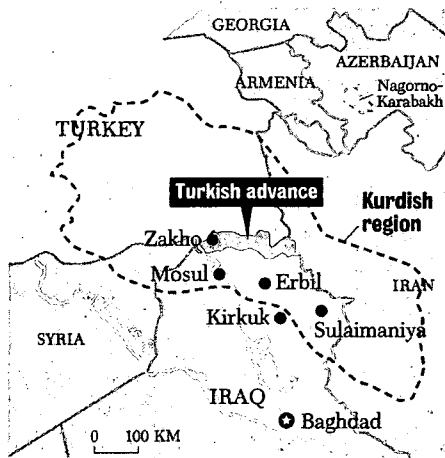 GEORGIA
AZERBAIJAN
ARMENIA
Nagorno-
Karabakh
TURKEY
Turkish advance
Kurdish
region
Zakho
Mosul
Erbil
IRAN
Kirkuk
Sulaimaniya
SYRIA
IRAQ
Baghdad
0 100 KM